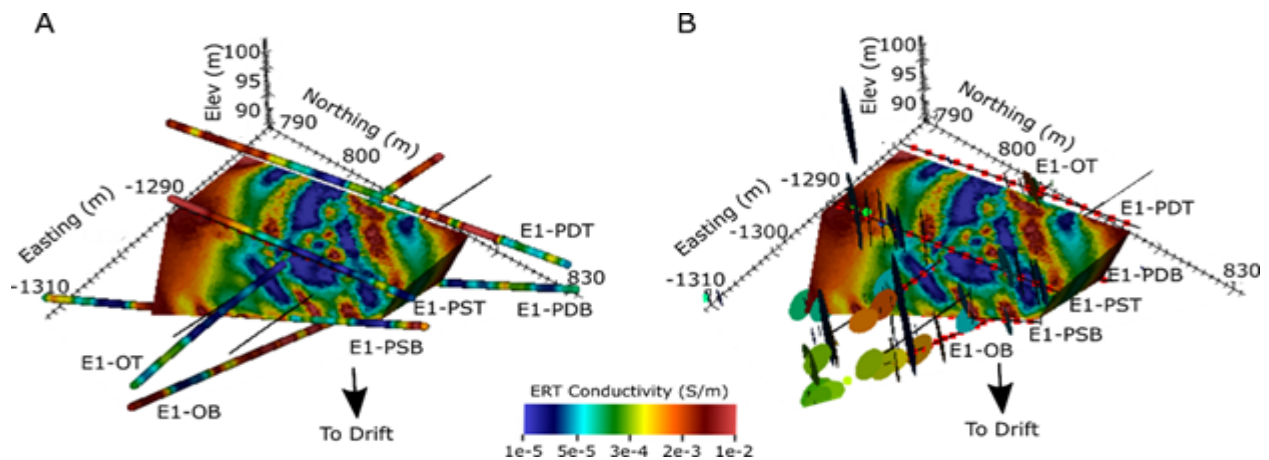 A
Elev (m)
100
95
90
Northing (m)
790
800
830
Easting (m)
-1290
-1310
E1-PDT
E1-PDB
E1-PST
E1-PSB
E1-OT
E1-OB
To Drift
ERT Conductivity (S/m)
1e-5 5e-5 3e-4 2e-3 1e-2
B
Elev (m)
100
95
90
Northing (m)
790
800
830
Easting (m)
-1290
-1300
-1310
E1-OT
E1-PDT
E1-PDB
E1-PST
E1-PSB
E1-OB
To Drift